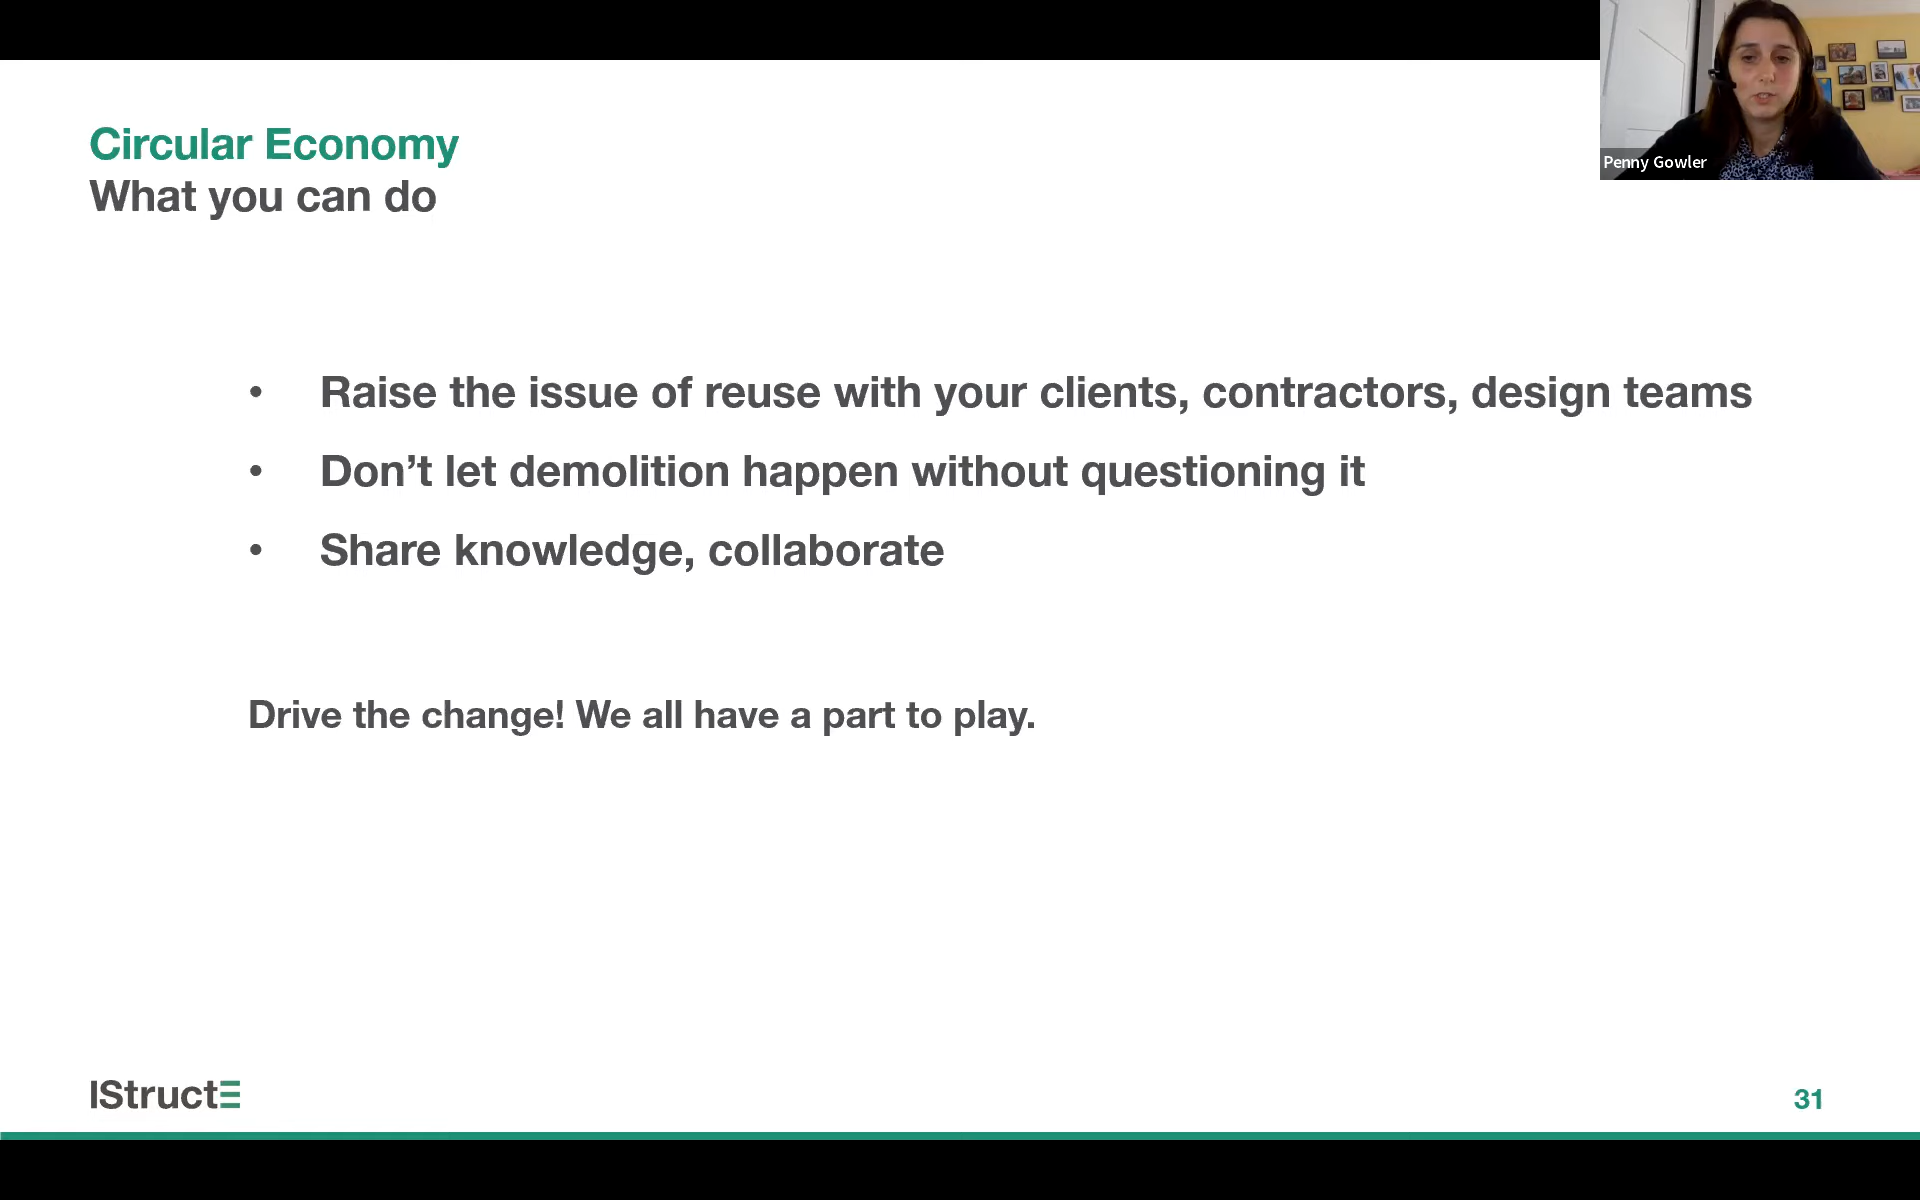 Circular Economy
What you can do
Penny Gowler
• Raise the issue of reuse with your clients, contractors, design teams
• Don’t let demolition happen without questioning it
• Share knowledge, collaborate
Drive the change! We all have a part to play.
IStructE
31